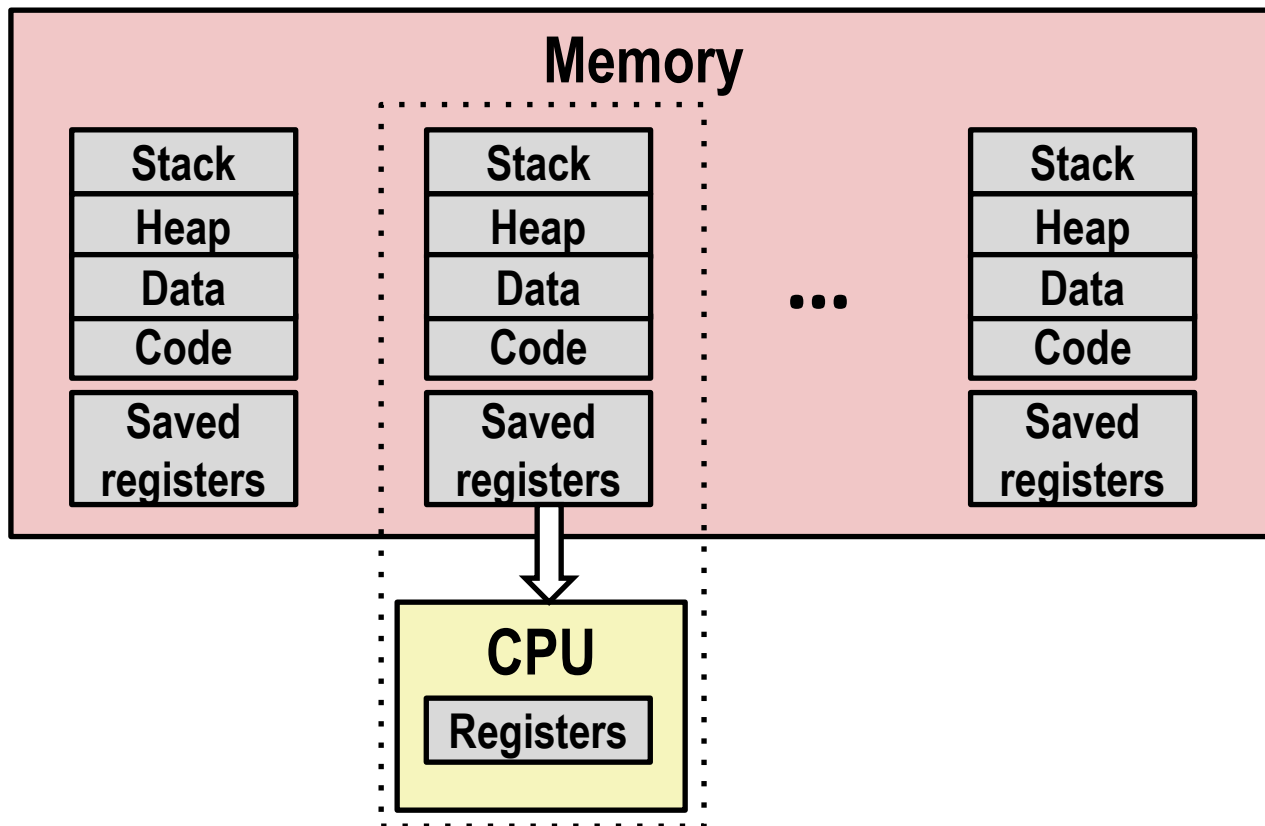 Memory
Stack
Heap
Data
Code
Saved
registers
Stack
Heap
Data
Code
Saved
registers
...
Stack
Heap
Data
Code
Saved
registers
CPU
Registers